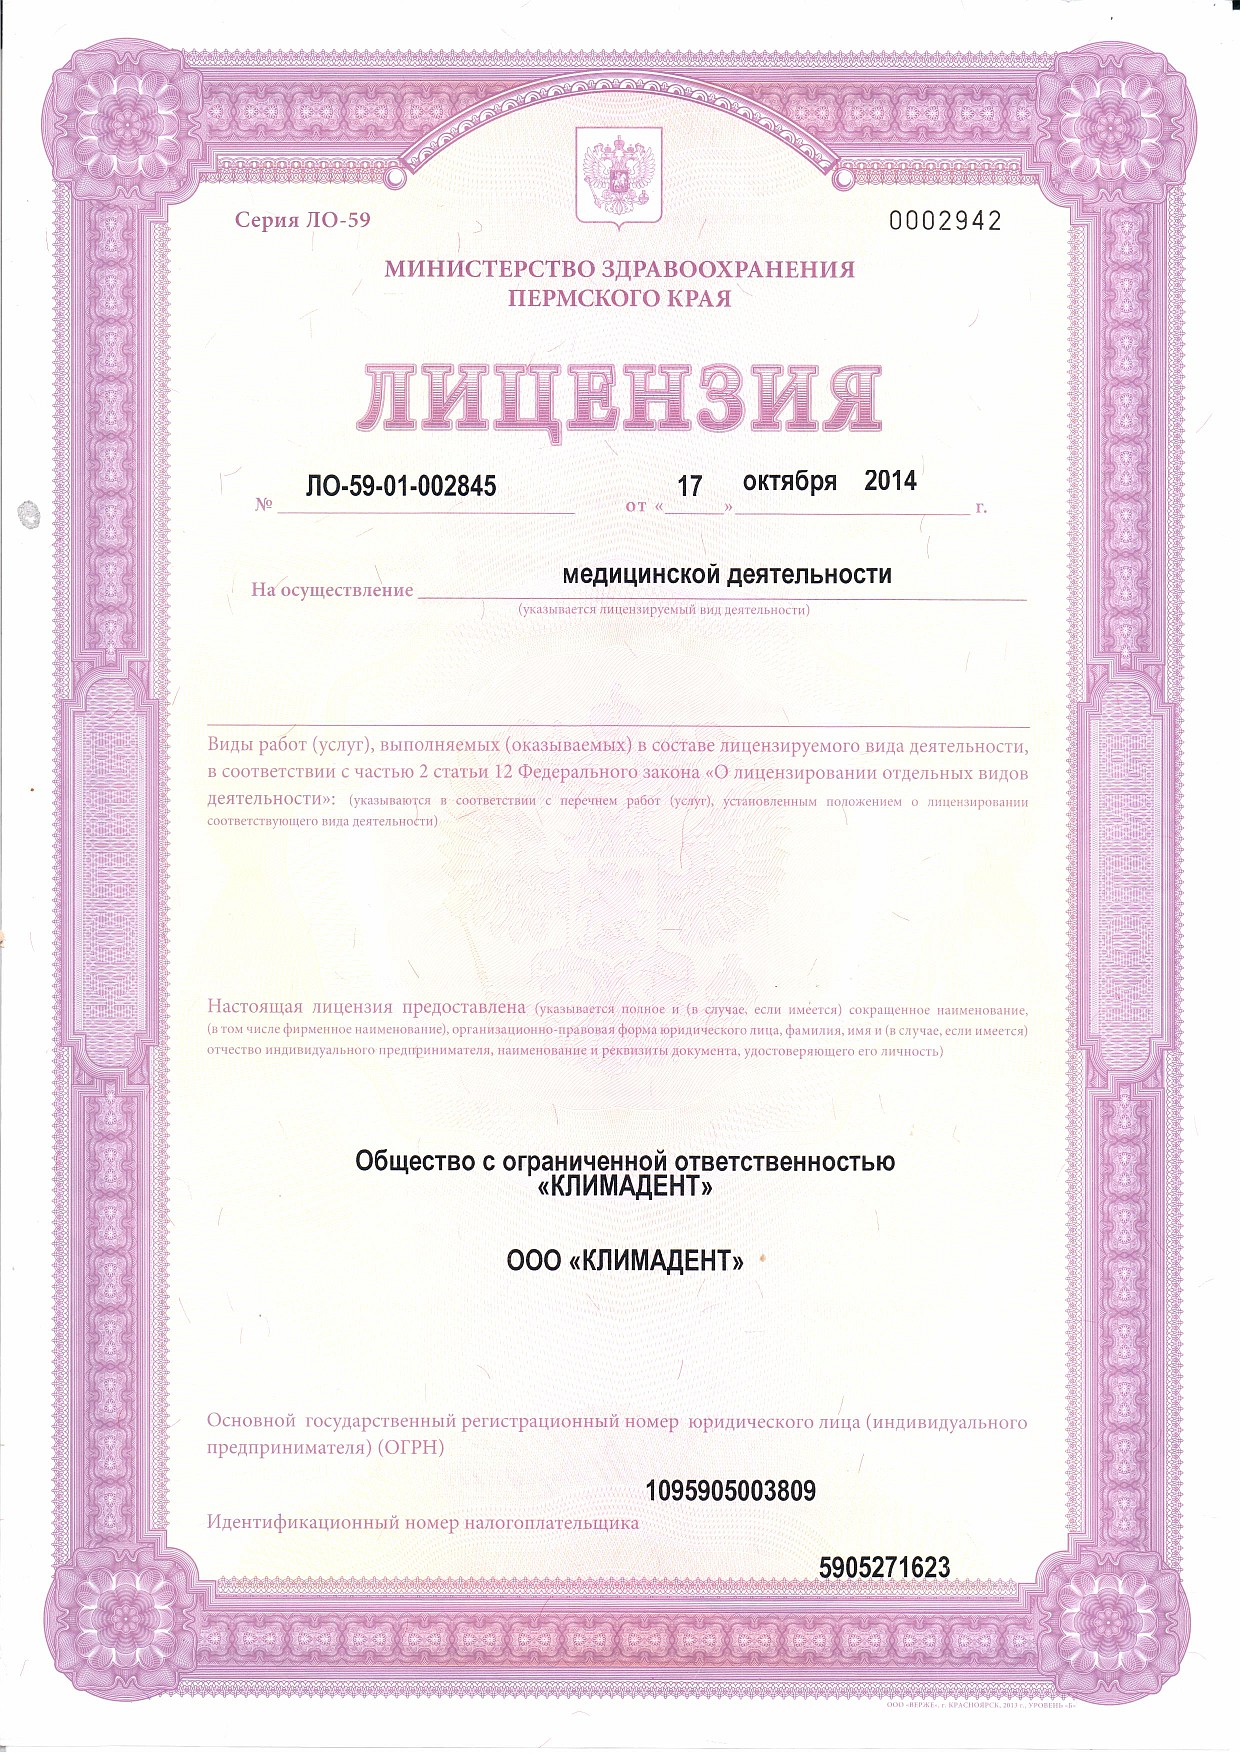 Серия ЛО-59
0002942
МИНИСТЕРСТВО ЗДРАВООХРАНЕНИЯ
ПЕРМСКОГО КРАЯ
ЛИЦЕНЗИЯ
№ ЛО-59-01-002845 от « 17 » октября 2014 г.
На осуществление медицинской деятельности
(указывается лицензируемый вид деятельности)
Виды работ (услуг), выполняемых (оказываемых) в составе лицензируемого вида деятельности,
в соответствии с частью 2 статьи 12 Федерального закона «О лицензировании отдельных видов
деятельности»: (указываются в соответствии с перечнем работ (услуг), установленным положением о лицензировании
соответствующего вида деятельности)
Настоящая лицензия предоставлена (указывается полное и (в случае, если имеется) сокращенное наименование,
(в том числе фирменное наименование), организационно-правовая форма юридического лица, фамилия, имя и (в случае, если имеется)
отчество индивидуального предпринимателя, наименование и реквизиты документа, удостоверяющего его личность)
Общество с ограниченной ответственностью
«КЛИМАДЕНТ»
ООО «КЛИМАДЕНТ»
Основной государственный регистрационный номер юридического лица (индивидуального
предпринимателя) (ОГРН)
1095905003809
Идентификационный номер налогоплательщика
5905271623
ООО «ВЕРЖЕ», г. КРАСНОЯРСК, 2013 г., УРОВЕНЬ «Б»